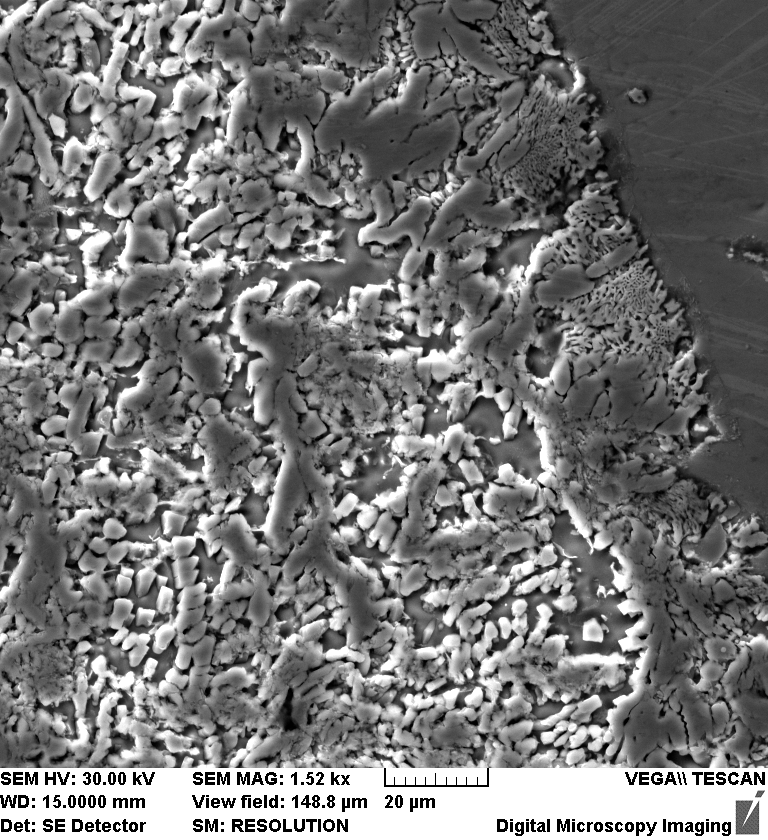 SEM HV: 30.00 kV SEM MAG: 1.52 kx VEGA\\ TESCAN
WD: 15.0000 mm View field: 148.8 µm 20 µm
Det: SE Detector SM: RESOLUTION Digital Microscopy Imaging